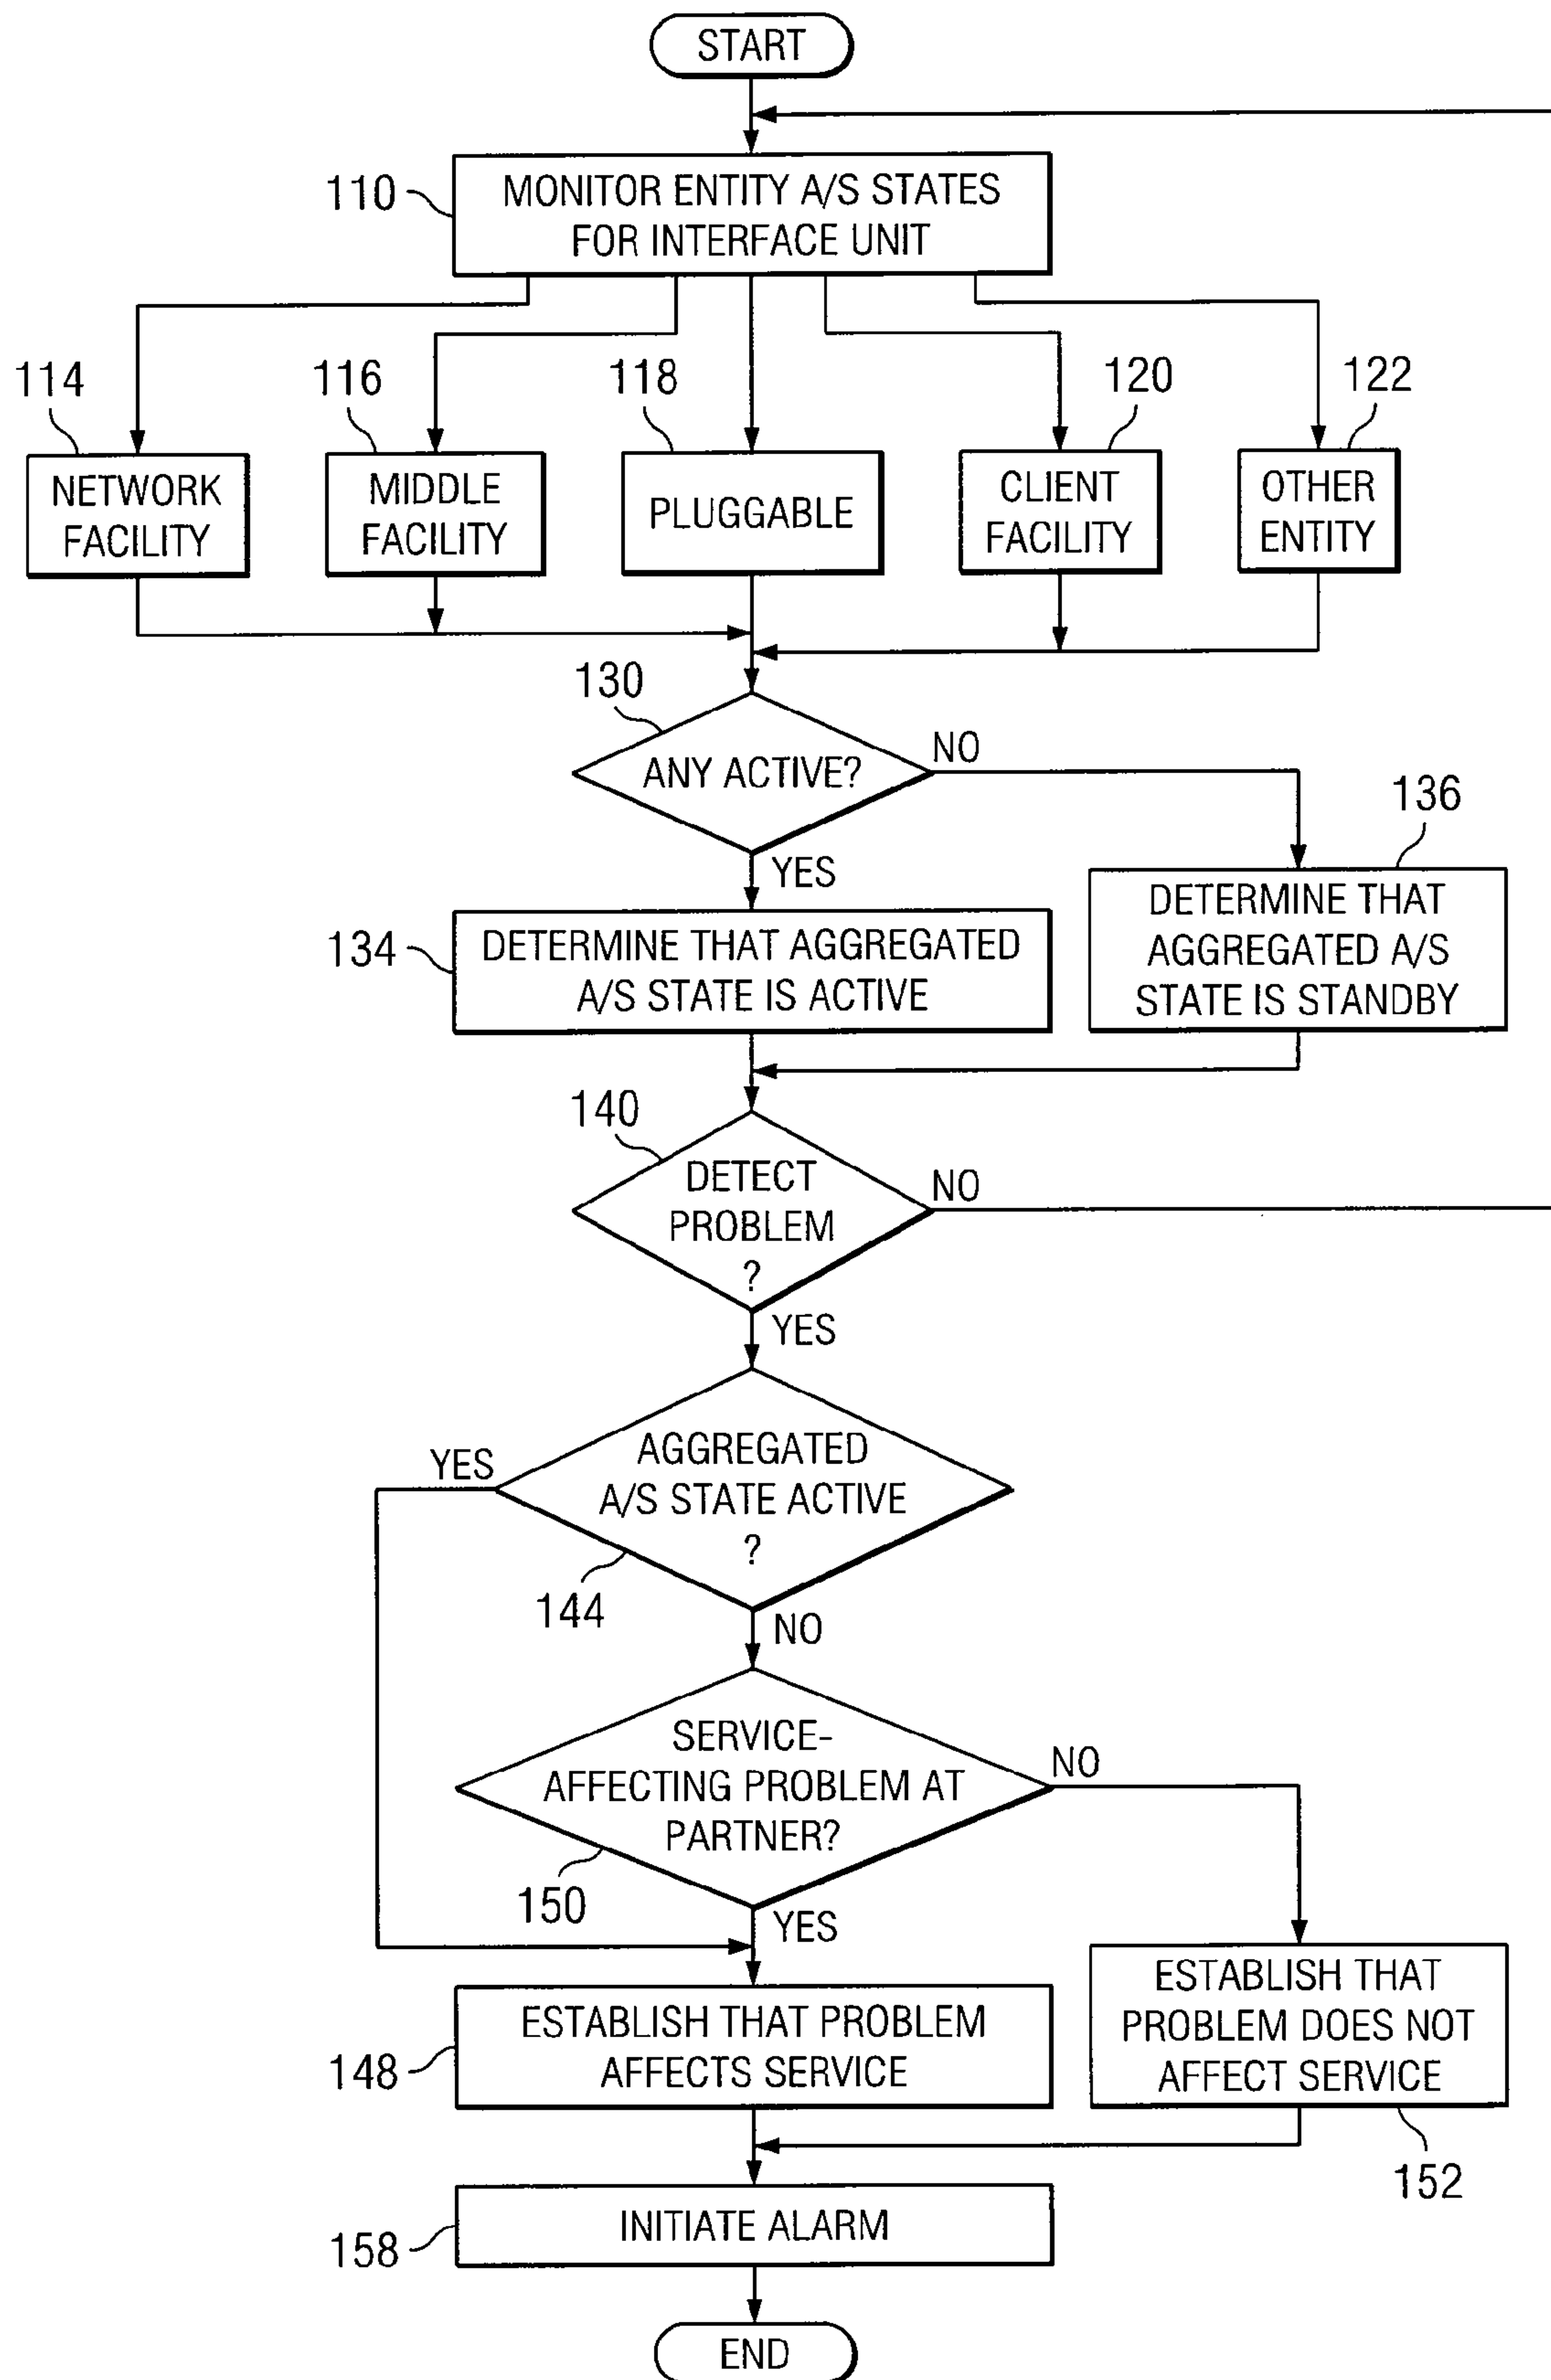 START
110
MONITOR ENTITY A/S STATES
FOR INTERFACE UNIT
114
116
118
120
122
NETWORK
FACILITY
MIDDLE
FACILITY
PLUGGABLE
CLIENT
FACILITY
OTHER
ENTITY
130
ANY ACTIVE?
NO
YES
136
134
DETERMINE THAT AGGREGATED
A/S STATE IS ACTIVE
DETERMINE THAT
AGGREGATED A/S
STATE IS STANDBY
140
DETECT
PROBLEM
?
NO
YES
AGGREGATED
A/S STATE ACTIVE
?
YES
144
NO
SERVICE-
AFFECTING PROBLEM AT
PARTNER?
NO
150
YES
148
ESTABLISH THAT PROBLEM
AFFECTS SERVICE
ESTABLISH THAT
PROBLEM DOES NOT
AFFECT SERVICE
152
158
INITIATE ALARM
END